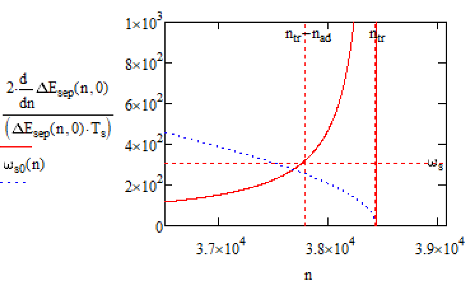 1×10³
8×10²
6×10²
4×10²
2×10²
0
n_tr−n_ad
n_tr
ω_s
2·d/dn ΔE_sep(n,0)
(ΔE_sep(n,0)·T_s)
ω_s0(n)
3.7×10⁴
3.8×10⁴
3.9×10⁴
n